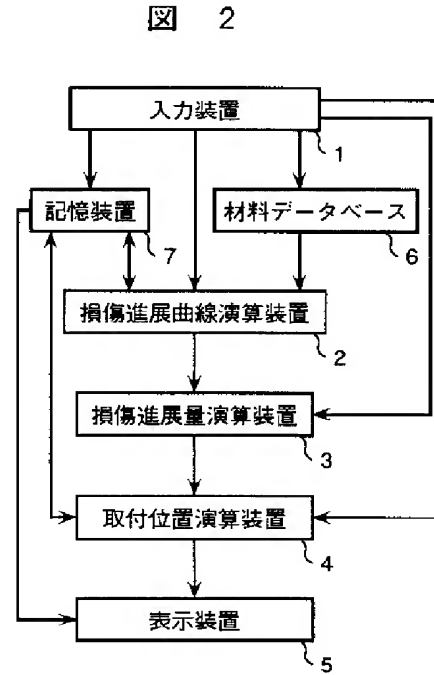 図 2
入力装置
1
記憶装置
7
材料データベース
6
損傷進展曲線演算装置
2
損傷進展量演算装置
3
取付位置演算装置
4
表示装置
5